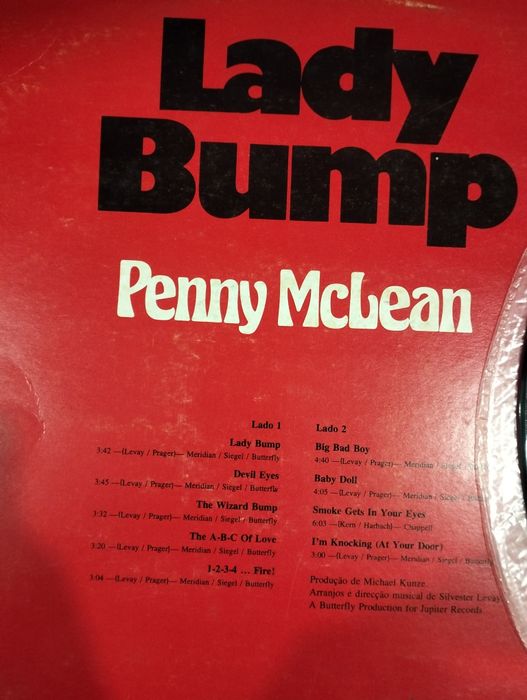 Lady
Bump
Penny McLean
Lado 1
Lady Bump
3:42 —(Levay / Prager)— Meridian / Siegel / Butterfly
Devil Eyes
3:45 —(Levay / Prager)— Meridian / Siegel / Butterfly
The Wizard Bump
3:32 —(Levay / Prager)— Meridian / Siegel / Butterfly
The A-B-C Of Love
3:20 —(Levay / Prager)— Meridian / Siegel / Butterfly
1-2-3-4 ... Fire!
3:04 —(Levay / Prager)— Meridian / Siegel / Butterfly
Lado 2
Big Bad Boy
4:40 —(Levay / Prager)— Meridian / Siegel /
Baby Doll
4:05 —(Levay / Prager)— Meridian / Siegel /
Smoke Gets In Your Eyes
6:03 —(Kern / Harbach)— Chappell
I'm Knocking (At Your Door)
3:00 —(Levay / Prager)— Meridian / Siegel / Butterfly
Produção de Michael Kunze.
Arranjos e direcção musical de Silvester Levay
A Butterfly Production for Jupiter Records.